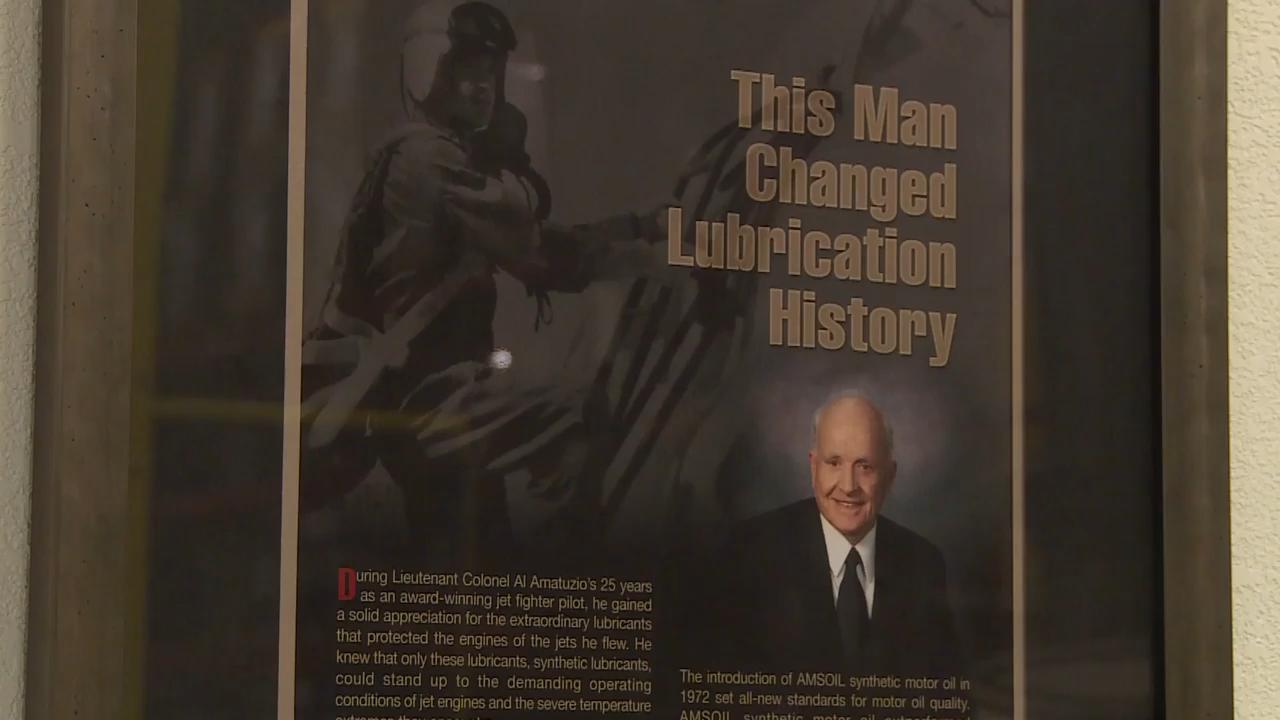 This Man
Changed
Lubrication
History
During Lieutenant Colonel Al Amatuzio's 25 years
as an award-winning jet fighter pilot, he gained
a solid appreciation for the extraordinary lubricants
that protected the engines of the jets he flew. He
knew that only these lubricants, synthetic lubricants,
could stand up to the demanding operating
conditions of jet engines and the severe temperature
The introduction of AMSOIL synthetic motor oil in
1972 set all-new standards for motor oil quality.
AMSOIL synthetic motor oil